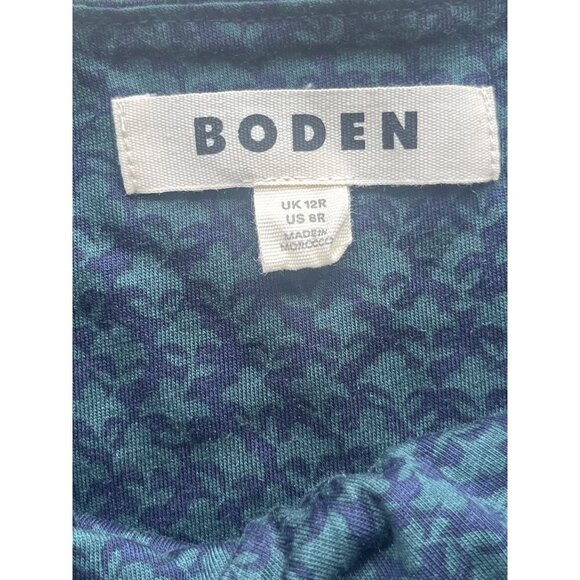 BODEN
UK 12R
US 8R
MADE IN
MOROCCO